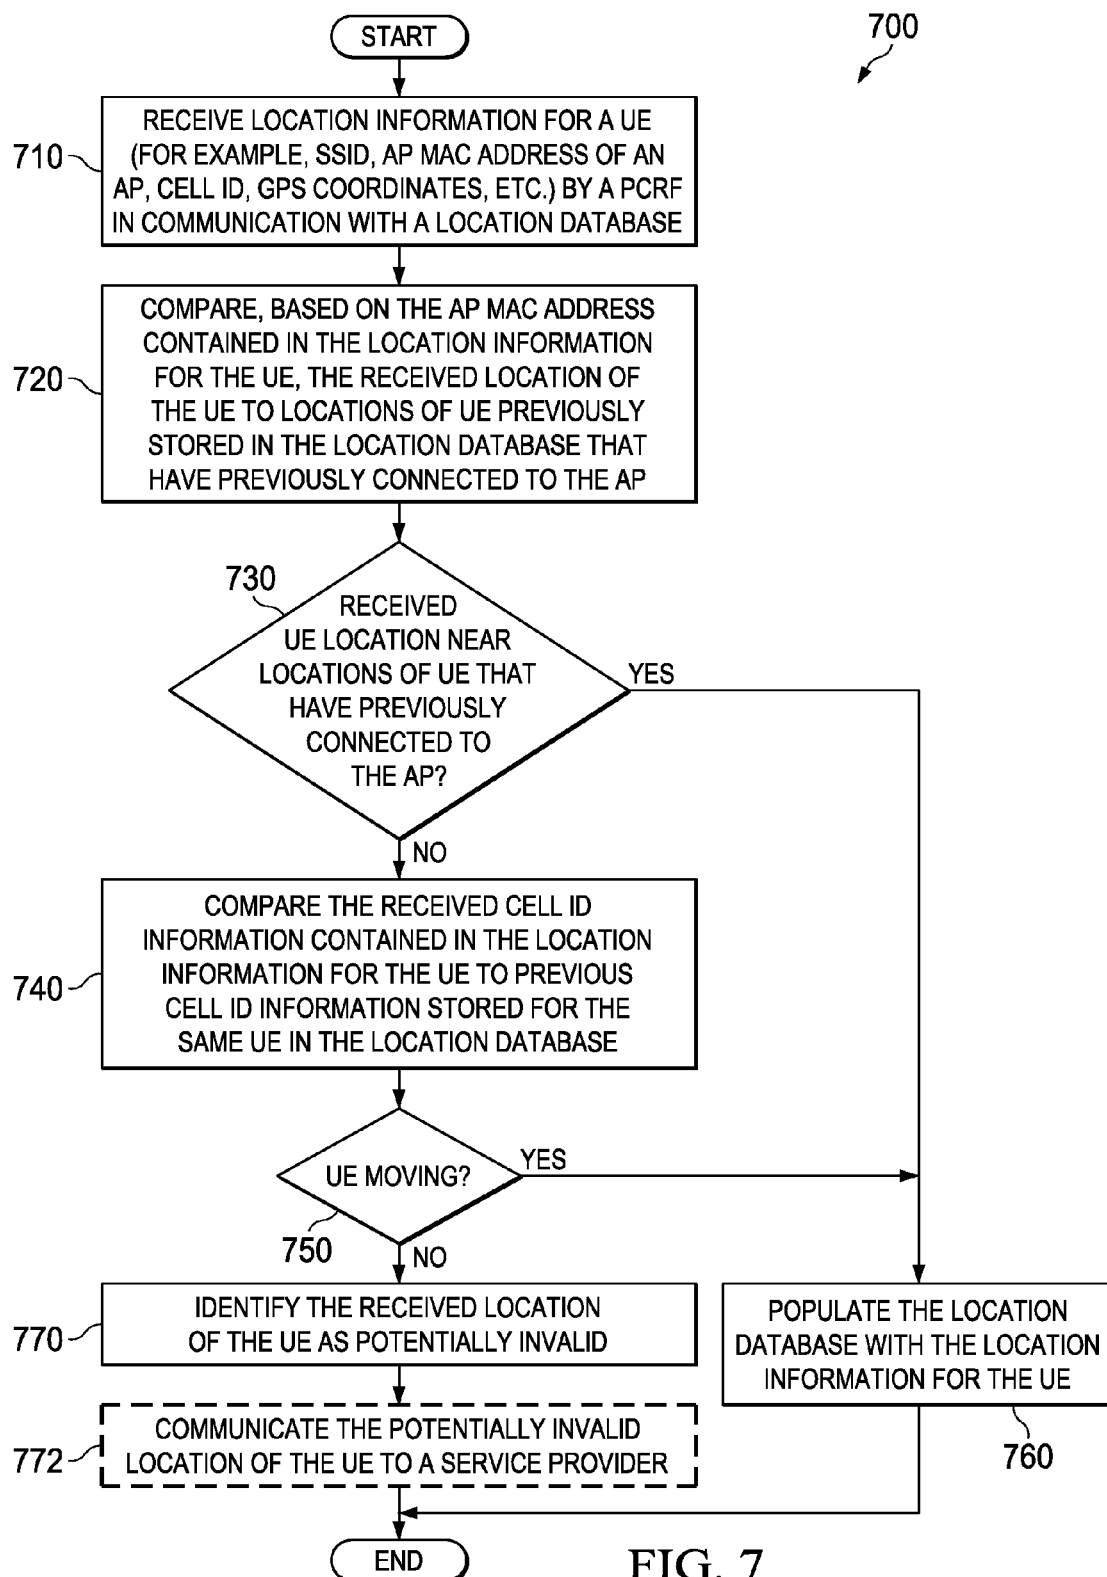 START
700
710
RECEIVE LOCATION INFORMATION FOR A UE
(FOR EXAMPLE, SSID, AP MAC ADDRESS OF AN
AP, CELL ID, GPS COORDINATES, ETC.) BY A PCRF
IN COMMUNICATION WITH A LOCATION DATABASE
720
COMPARE, BASED ON THE AP MAC ADDRESS
CONTAINED IN THE LOCATION INFORMATION
FOR THE UE, THE RECEIVED LOCATION OF
THE UE TO LOCATIONS OF UE PREVIOUSLY
STORED IN THE LOCATION DATABASE THAT
HAVE PREVIOUSLY CONNECTED TO THE AP
730
RECEIVED
UE LOCATION NEAR
LOCATIONS OF UE THAT
HAVE PREVIOUSLY
CONNECTED TO
THE AP?
YES
NO
740
COMPARE THE RECEIVED CELL ID
INFORMATION CONTAINED IN THE LOCATION
INFORMATION FOR THE UE TO PREVIOUS
CELL ID INFORMATION STORED FOR THE
SAME UE IN THE LOCATION DATABASE
UE MOVING?
YES
750
NO
770
IDENTIFY THE RECEIVED LOCATION
OF THE UE AS POTENTIALLY INVALID
POPULATE THE LOCATION
DATABASE WITH THE LOCATION
INFORMATION FOR THE UE
760
772
COMMUNICATE THE POTENTIALLY INVALID
LOCATION OF THE UE TO A SERVICE PROVIDER
END
FIG. 7